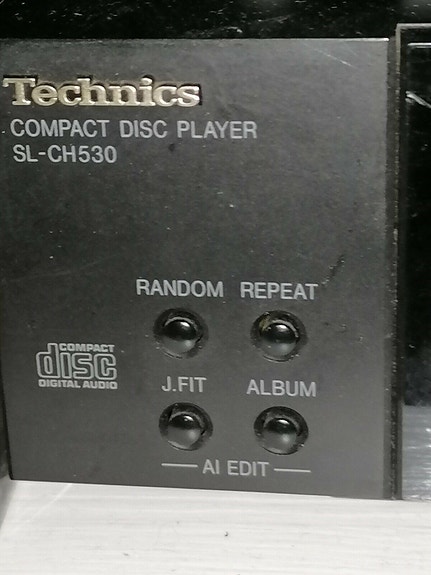 Technics
COMPACT DISC PLAYER
SL-CH530
RANDOM REPEAT
COMPACT
disc
DIGITAL AUDIO
J.FIT ALBUM
AI EDIT